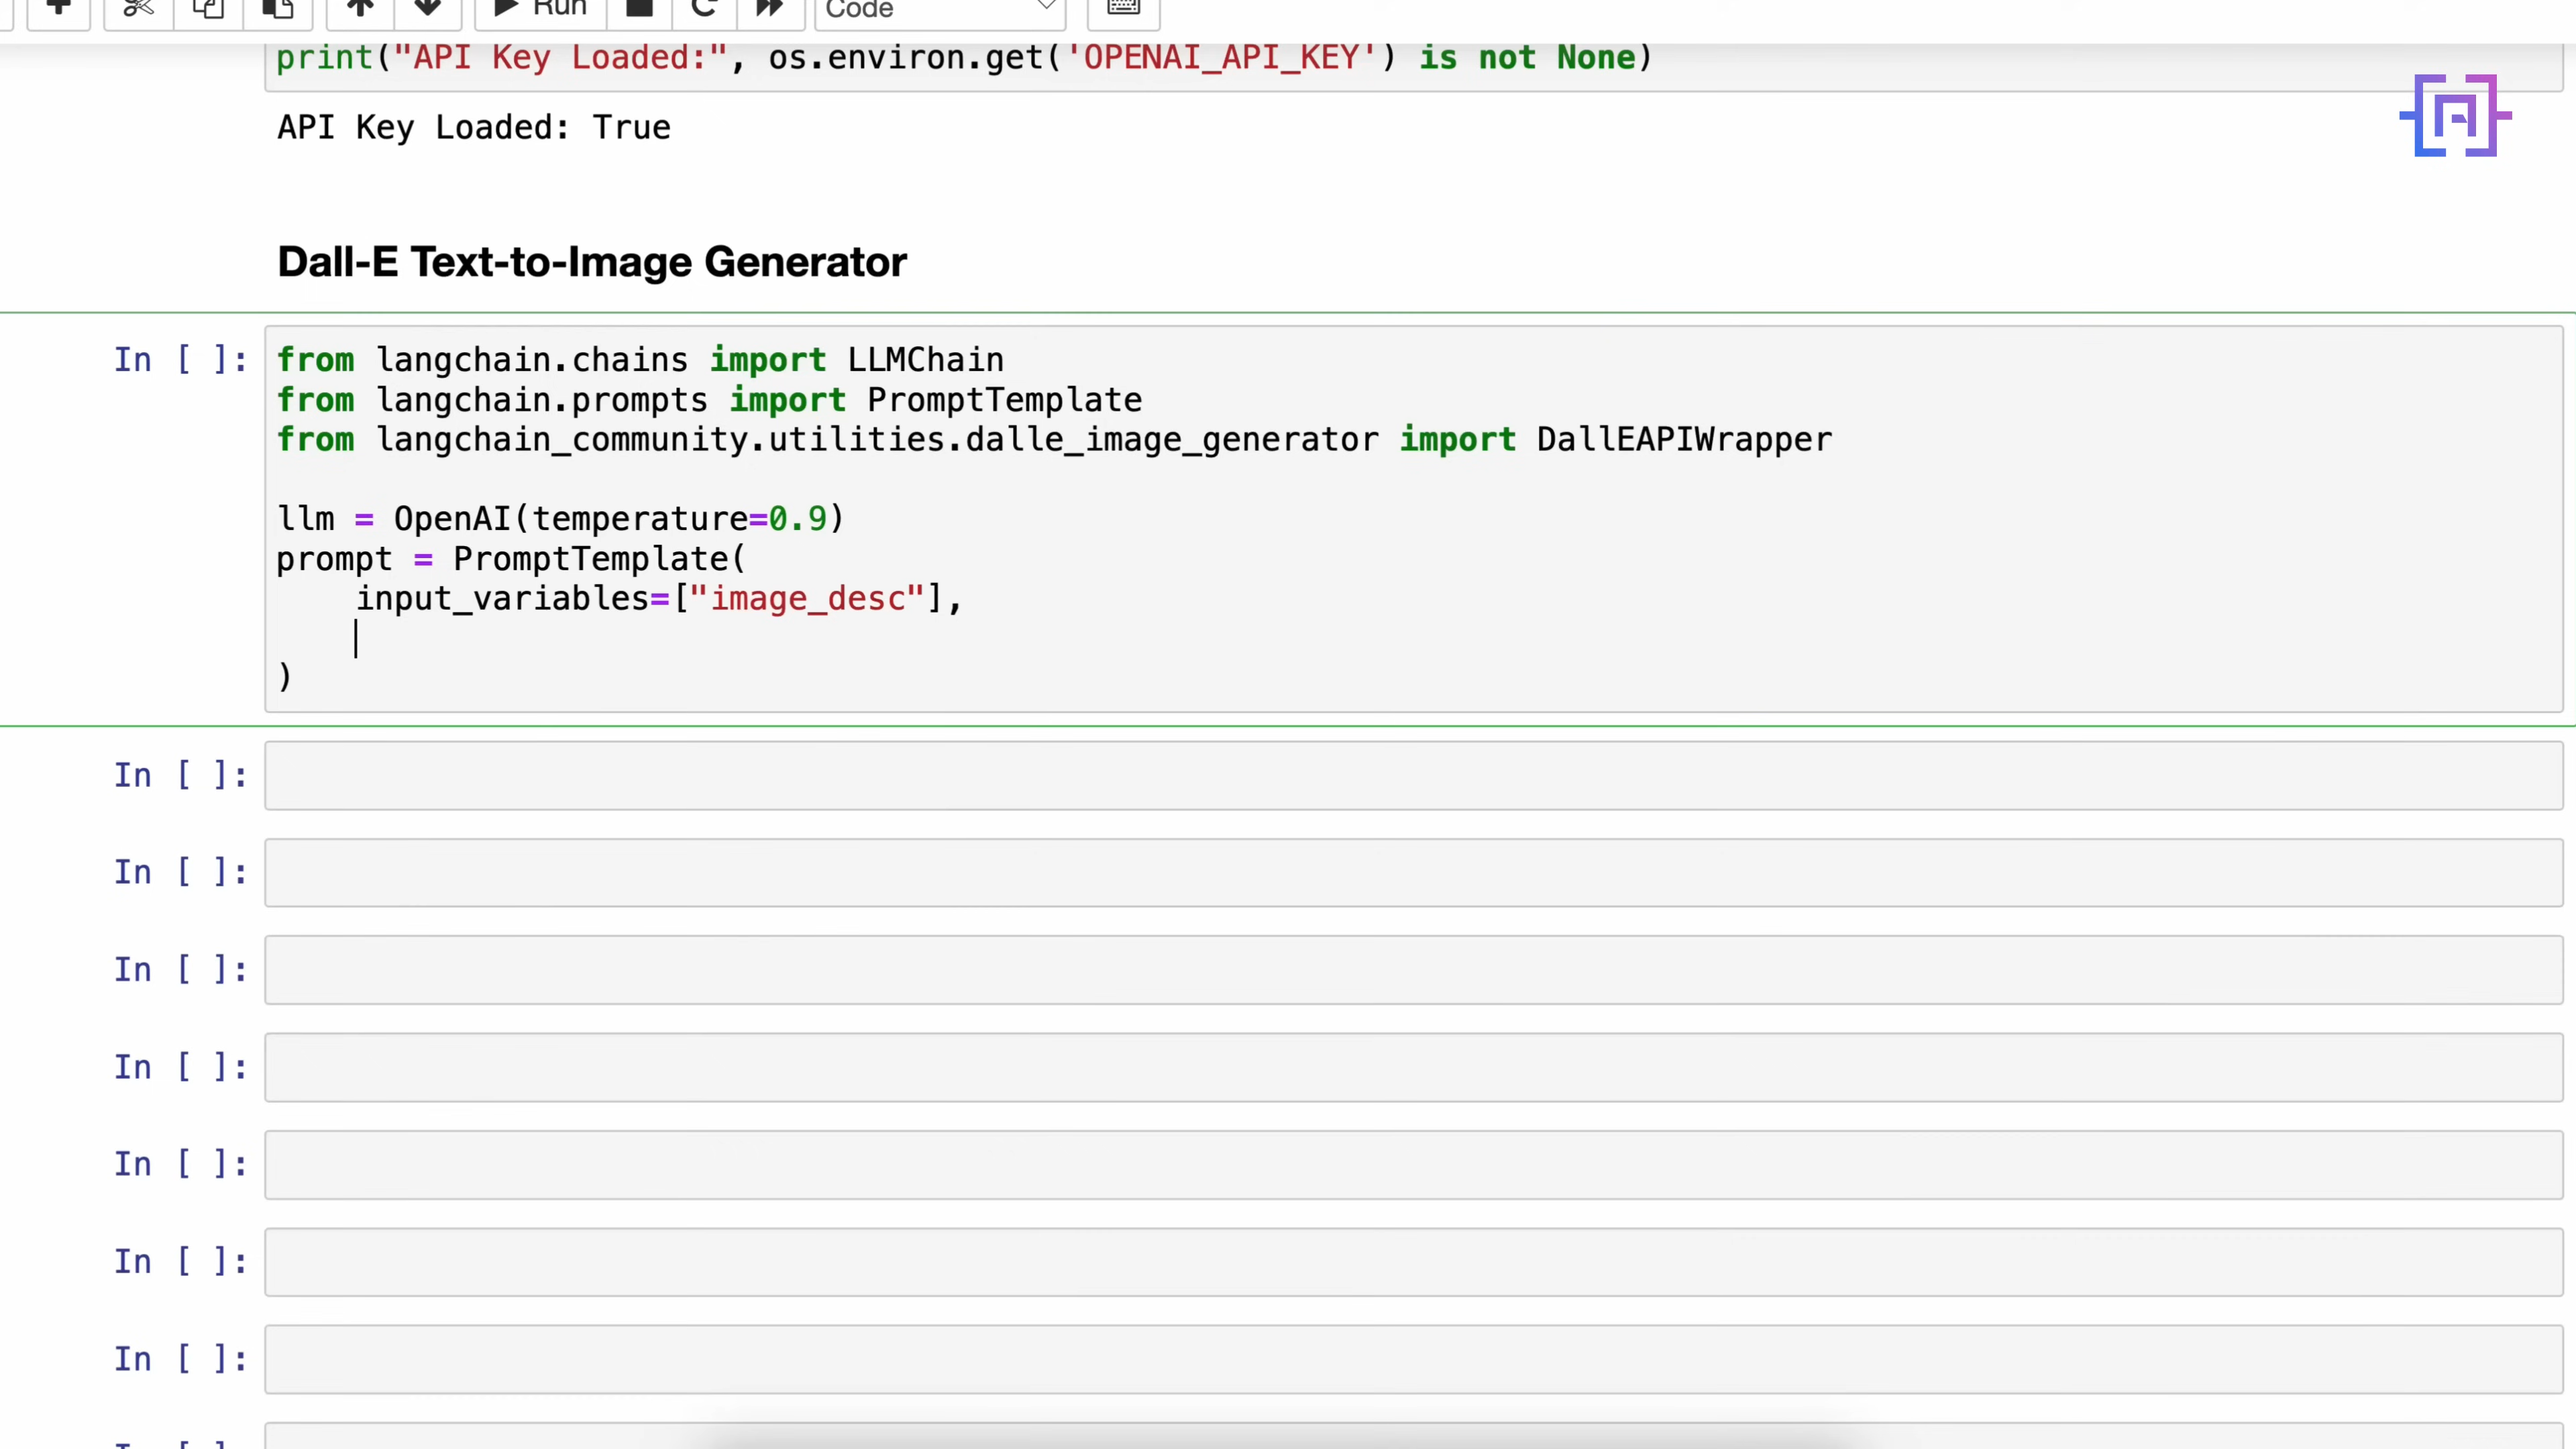 Run
Code
print("API Key Loaded:", os.environ.get('OPENAI_API_KEY') is not None)
API Key Loaded: True
Dall-E Text-to-Image Generator
In [ ]:
from langchain.chains import LLMChain
from langchain.prompts import PromptTemplate
from langchain_community.utilities.dalle_image_generator import DallEAPIWrapper
llm = OpenAI(temperature=0.9)
prompt = PromptTemplate(
    input_variables=["image_desc"],
)
In [ ]:
In [ ]:
In [ ]:
In [ ]:
In [ ]:
In [ ]:
In [ ]: